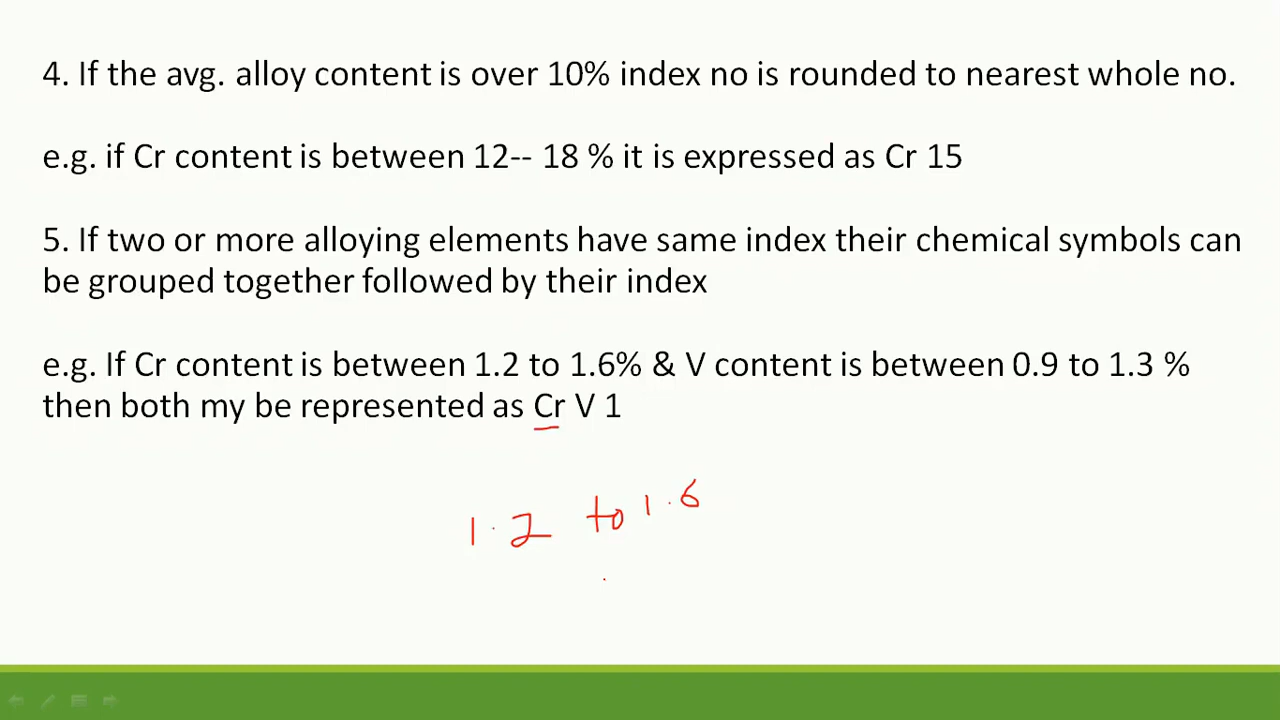 4. If the avg. alloy content is over 10% index no is rounded to nearest whole no.
e.g. if Cr content is between 12-- 18 % it is expressed as Cr 15
5. If two or more alloying elements have same index their chemical symbols can
be grouped together followed by their index
e.g. If Cr content is between 1.2 to 1.6% & V content is between 0.9 to 1.3 %
then both my be represented as Cr V 1
1.2 to 1.6